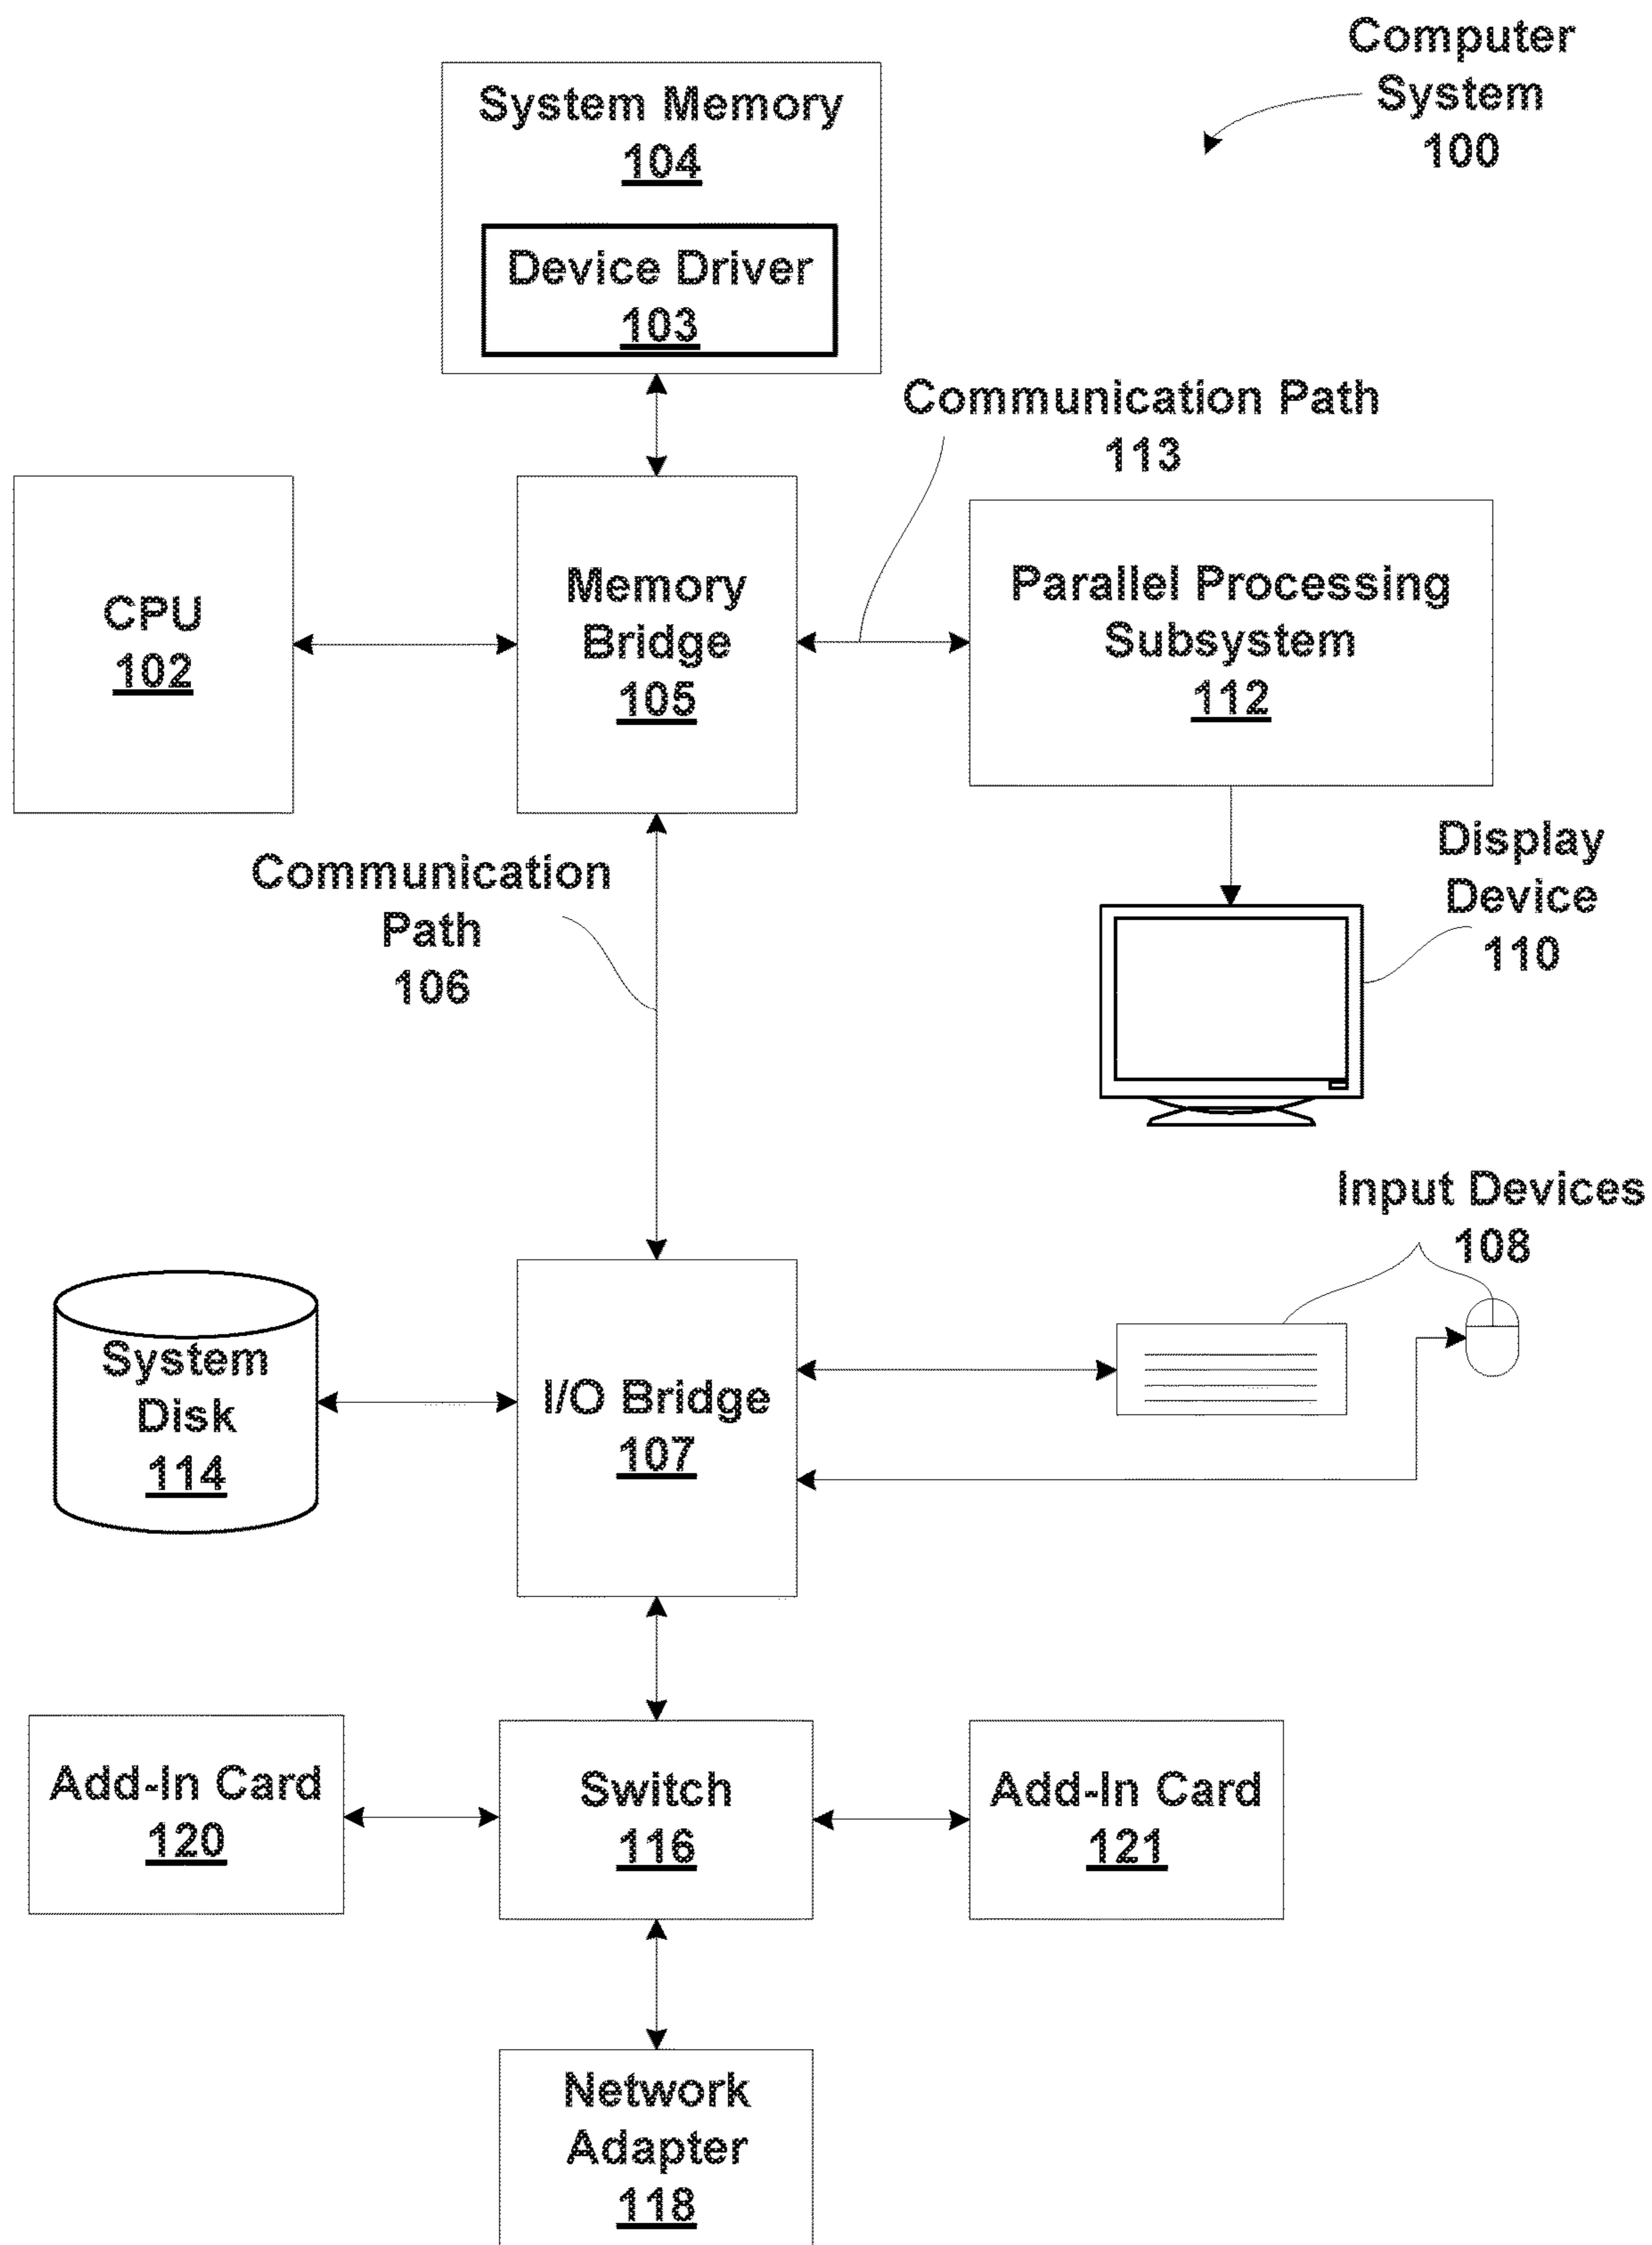 Computer
System
100
System Memory
104
Device Driver
103
Communication Path
113
CPU
102
Memory
Bridge
105
Parallel Processing
Subsystem
112
Communication
Path
106
Display
Device
110
Input Devices
108
System
Disk
114
I/O Bridge
107
Add-In Card
120
Switch
116
Add-In Card
121
Network
Adapter
118